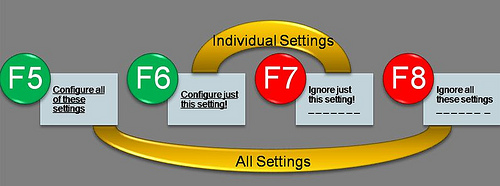 Individual Settings
F5
Configure all
of these
settings
F6
Configure just
this setting!
F7
Ignore just
this setting!
_ _ _ _ _ _ _
F8
Ignore all
these settings
_ _ _ _ _ _ _
All Settings